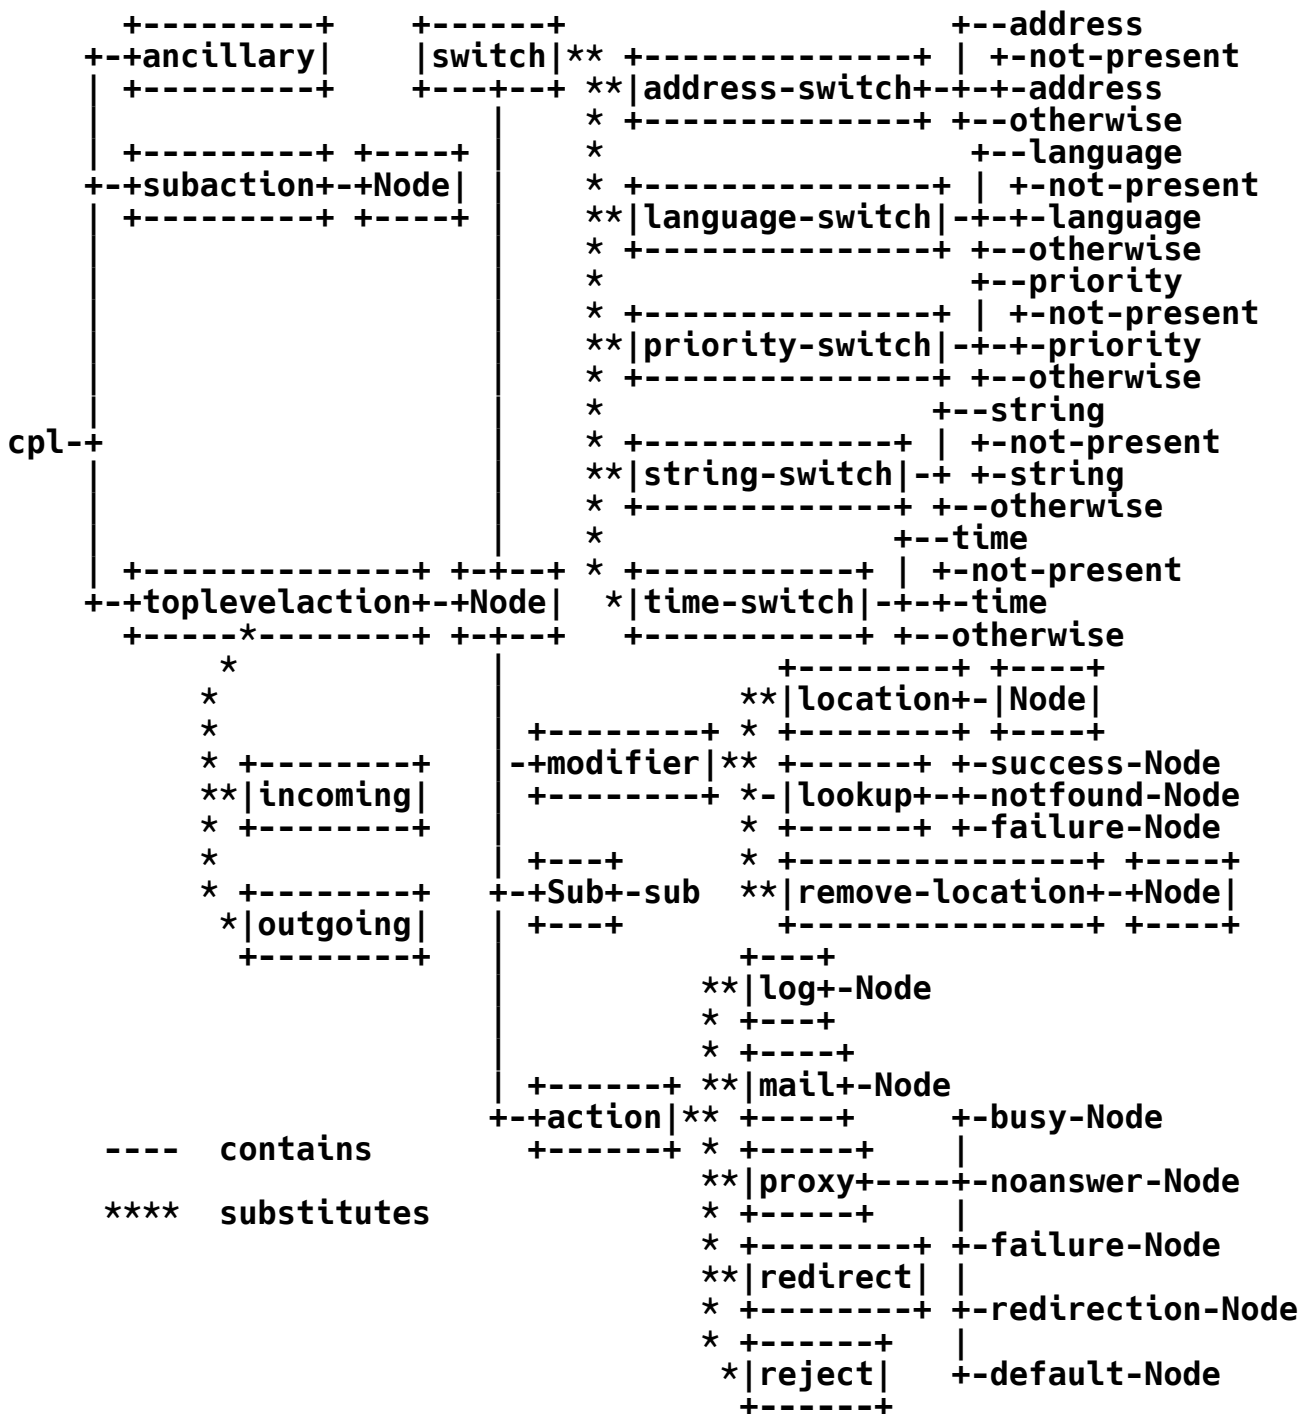 +---------+    +------+                    +--address
   +-+ancillary|    |switch|** +--------------+ | +-not-present
   | +---------+    +---+--+ **|address-switch+-+-+-address
   |                    |    * +--------------+ +--otherwise
   | +---------+ +----+ |    *                   +--language
   +-+subaction+-+Node| |    * +---------------+ | +-not-present
   | +---------+ +----+ |    **|language-switch|-+-+-language
   |                    |    * +---------------+ +--otherwise
   |                    |    *                   +--priority
   |                    |    * +---------------+ | +-not-present
   |                    |    **|priority-switch|-+-+-priority
   |                    |    * +---------------+ +--otherwise
   |                    |    *                 +--string
cpl-+                   |    * +-------------+ | +-not-present
   |                    |    **|string-switch|-+ +-string
   |                    |    * +-------------+ +--otherwise
   |                    |    *               +--time
   | +--------------+ +-+--+ * +-----------+ | +-not-present
   +-+toplevelaction+-+Node|  *|time-switch|-+-+-time
     +-----*--------+ +-+--+   +-----------+ +--otherwise
          *             |              +--------+ +----+
         *              |            **|location+-|Node|
         *              | +--------+ * +--------+ +----+
         * +--------+   |-+modifier|** +------+ +-success-Node
         **|incoming|   | +--------+ *-|lookup+-+-notfound-Node
         * +--------+   |            * +------+ +-failure-Node
         *              | +---+      * +---------------+ +----+
         * +--------+   +-+Sub+-sub  **|remove-location+-+Node|
          *|outgoing|   | +---+        +---------------+ +----+
           +--------+   |            +---+
                        |          **|log+-Node
                        |          * +---+
                        |          * +----+
                        | +------+ **|mail+-Node
                        +-+action|** +----+     +-busy-Node
    ----  contains        +------+ * +-----+    |
                                   **|proxy+----+-noanswer-Node
    ****  substitutes              * +-----+    |
                                   * +--------+ +-failure-Node
                                   **|redirect| |
                                   * +--------+ +-redirection-Node
                                   * +------+   |
                                    *|reject|   +-default-Node
                                     +------+